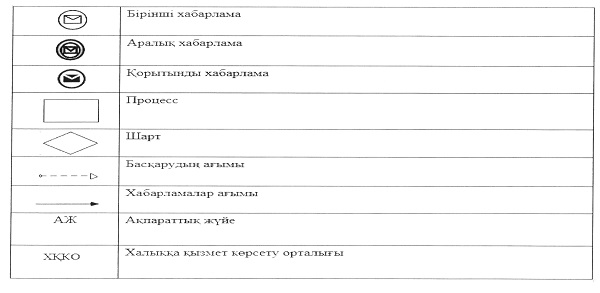 Бірінші хабарлама
Аралық хабарлама
Қорытынды хабарлама
Процесс
Шарт
Басқарудың ағымы
Хабарламалар ағымы
АЖ Ақпараттық жүйе
ХҚКО Халыққа қызмет көрсету орталығы